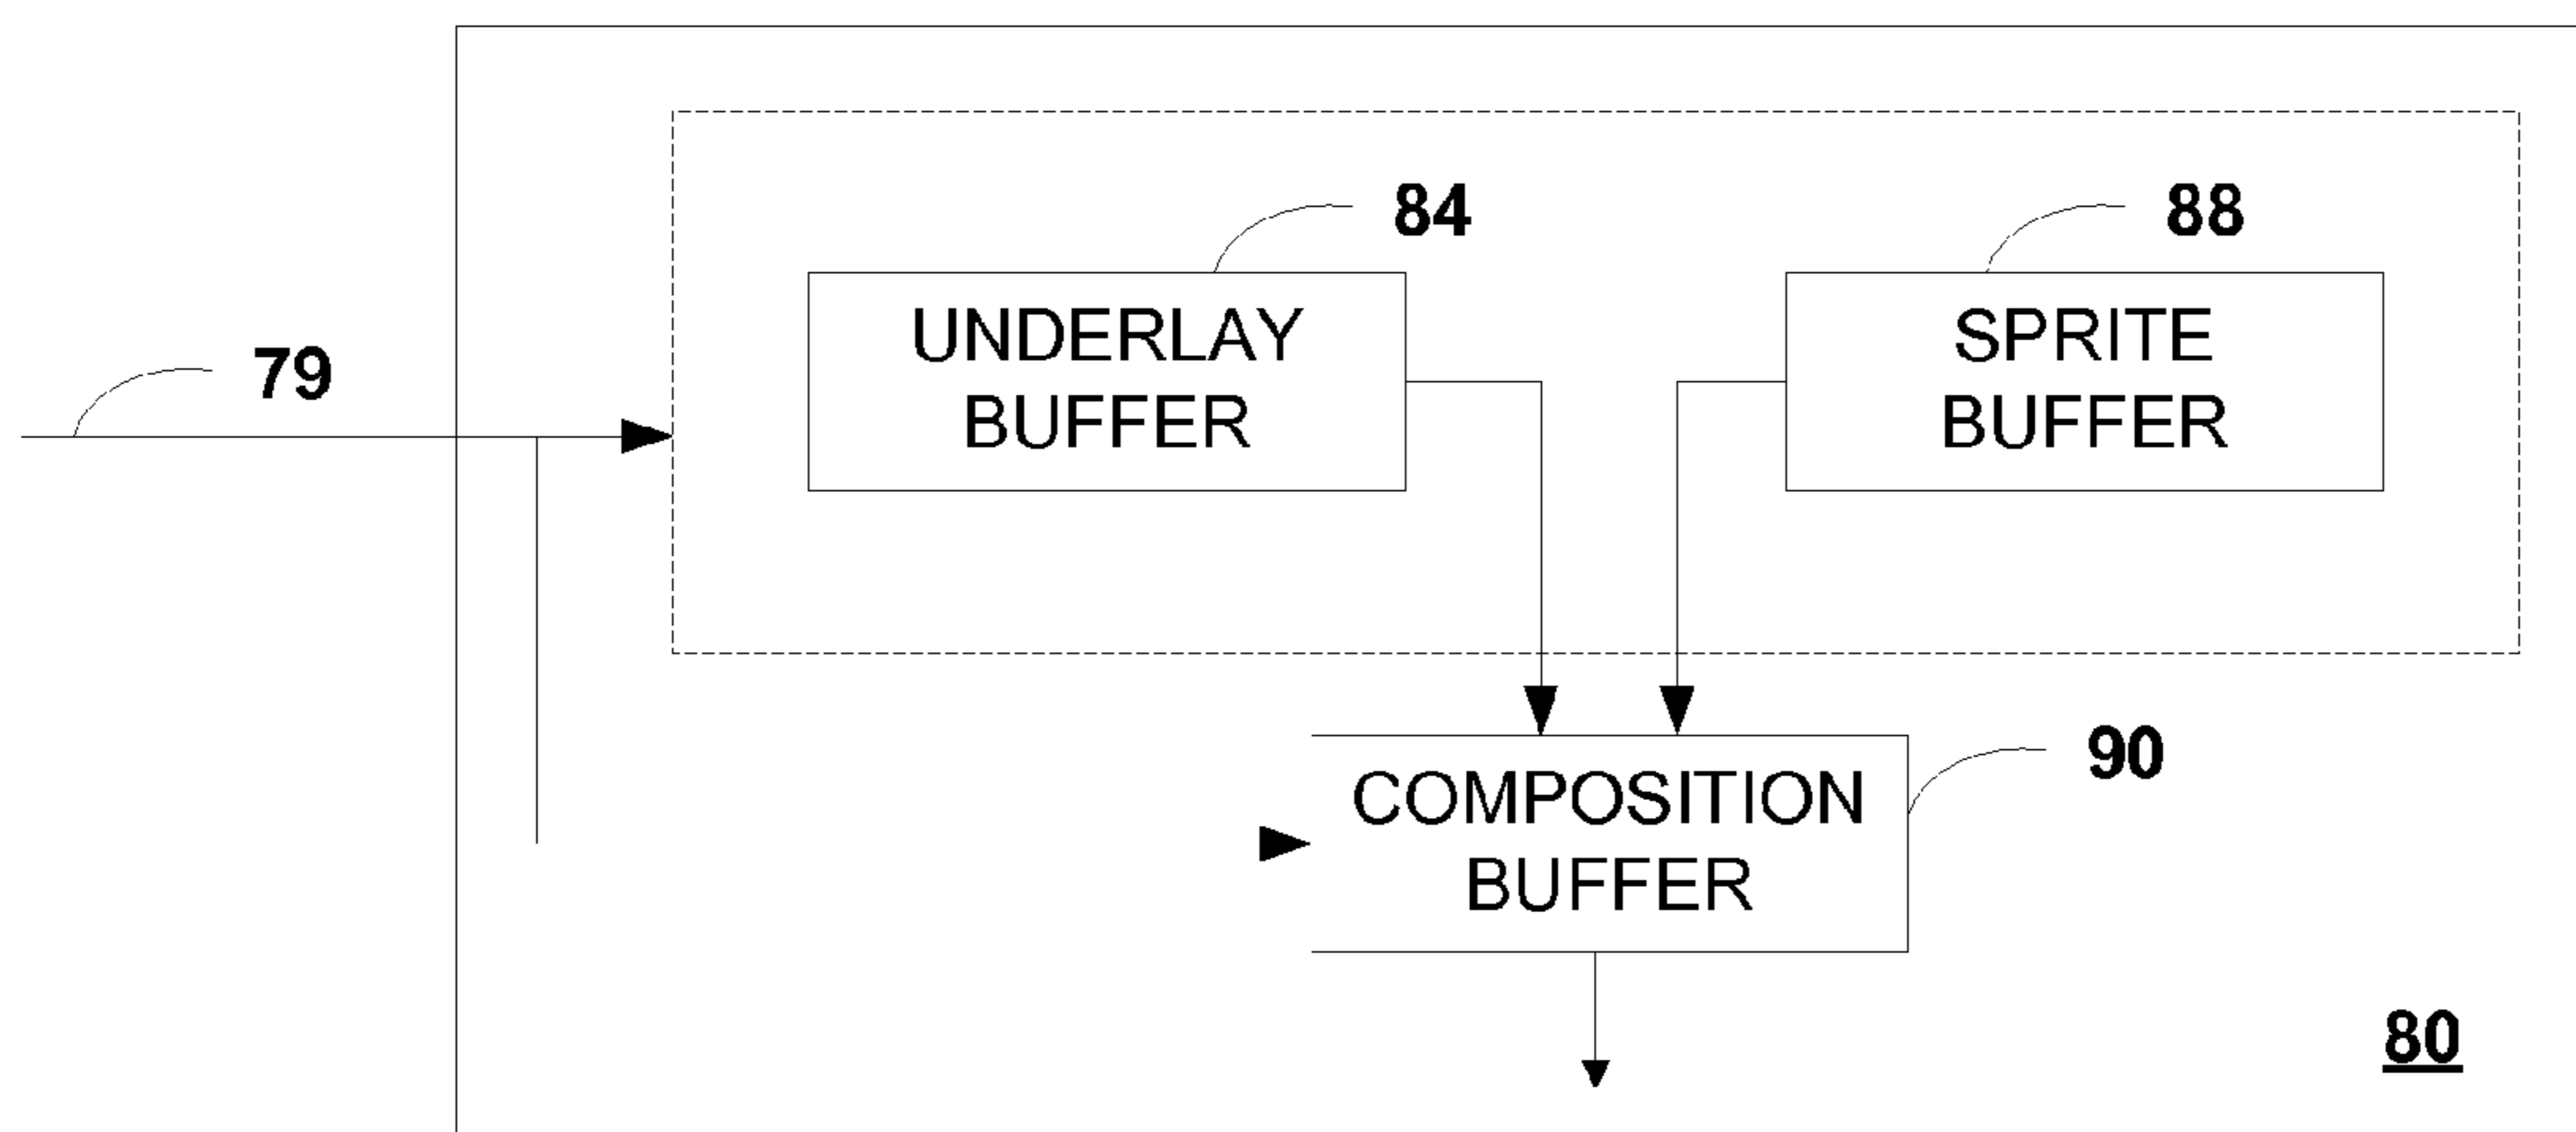 84
88
UNDERLAY
BUFFER
SPRITE
BUFFER
79
COMPOSITION
BUFFER
90
80